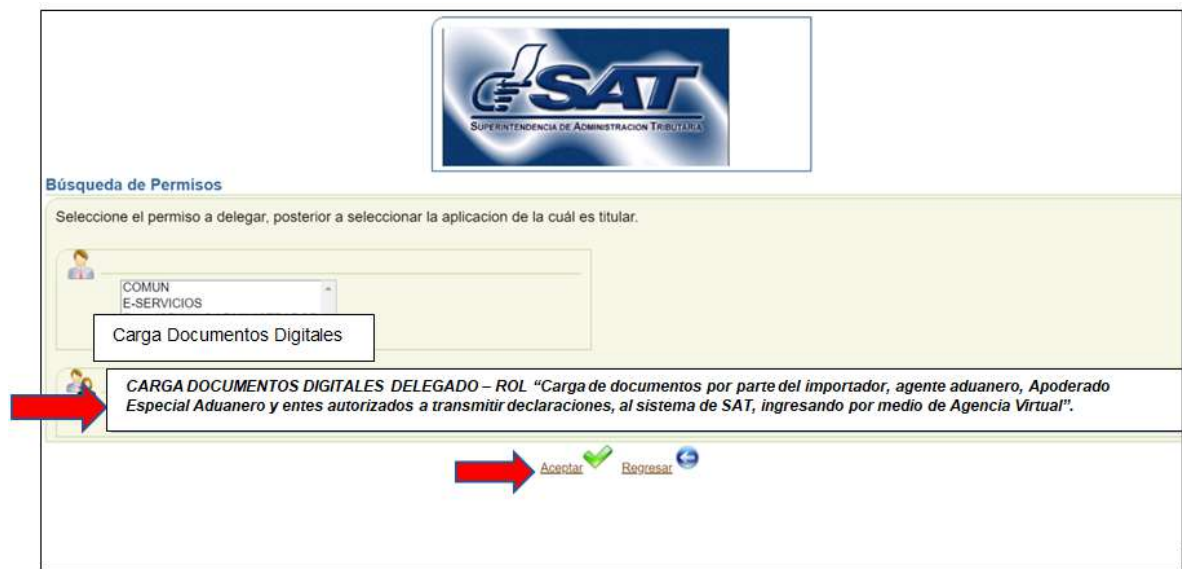 SAT
SUPERINTENDENCIA DE ADMINISTRACION TRIBUTARIA
Búsqueda de Permisos
Seleccione el permiso a delegar, posterior a seleccionar la aplicacion de la cuál es titular.
COMUN
E-SERVICIOS
Carga Documentos Digitales
CARGA DOCUMENTOS DIGITALES DELEGADO – ROL “Carga de documentos por parte del importador, agente aduanero, Apoderado
Especial Aduanero y entes autorizados a transmitir declaraciones, al sistema de SAT, ingresando por medio de Agencia Virtual”.
Aceptar Regresar